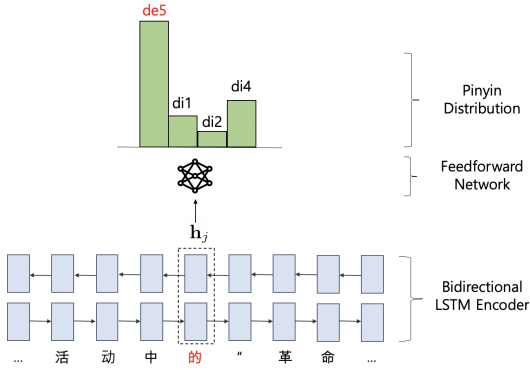 de5
di1
di2
di4
Pinyin
Distribution
Feedforward
Network
h_j
Bidirectional
LSTM Encoder
... 活 动 中 的 “ 革 命 ...